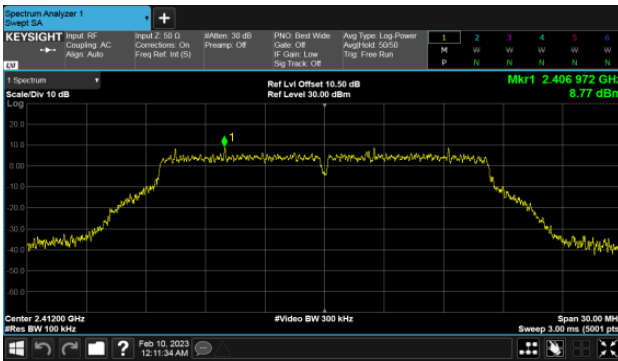 Spectrum Analyzer 1
Swept SA
KEYSIGHT
Input: RF
Coupling: AC
Align: Auto
Input Z: 50 Ω
Corrections: On
Freq Ref: Int (S)
#Atten: 30 dB
Preamp: Off
PNO: Best Wide
Gate: Off
IF Gain: Low
Sig Track: Off
Avg Type: Log-Power
Avg|Hold: 50/50
Trig: Free Run
1 2 3 4 5 6
M W W W W W
P N N N N N
LXI
1 Spectrum
Scale/Div 10 dB
Log
Ref Lvl Offset 10.50 dB
Ref Level 30.00 dBm
Mkr1 2.406 972 GHz
8.77 dBm
20.0
10.0
0.00
-10.0
-20.0
-30.0
-40.0
-50.0
-60.0
1
Center 2.41200 GHz
#Res BW 100 kHz
#Video BW 300 kHz
Span 30.00 MH
Sweep 3.00 ms (5001 pts
Feb 10, 2023
12:11:34 AM